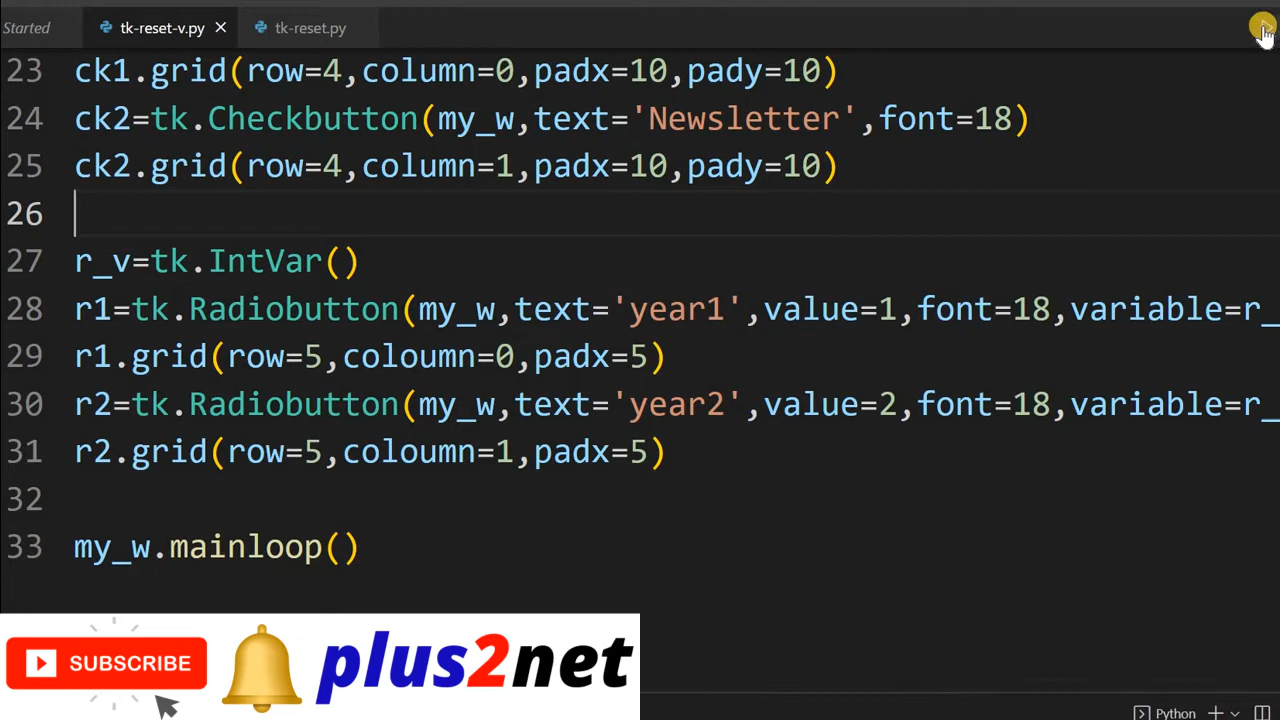 Started tk-reset-v.py tk-reset.py
23 ck1.grid(row=4,column=0,padx=10,pady=10)
24 ck2=tk.Checkbutton(my_w,text='Newsletter',font=18)
25 ck2.grid(row=4,column=1,padx=10,pady=10)
26
27 r_v=tk.IntVar()
28 r1=tk.Radiobutton(my_w,text='year1',value=1,font=18,variable=r_
29 r1.grid(row=5,coloumn=0,padx=5)
30 r2=tk.Radiobutton(my_w,text='year2',value=2,font=18,variable=r_
31 r2.grid(row=5,coloumn=1,padx=5)
32
33 my_w.mainloop()
SUBSCRIBE plus2net
Python